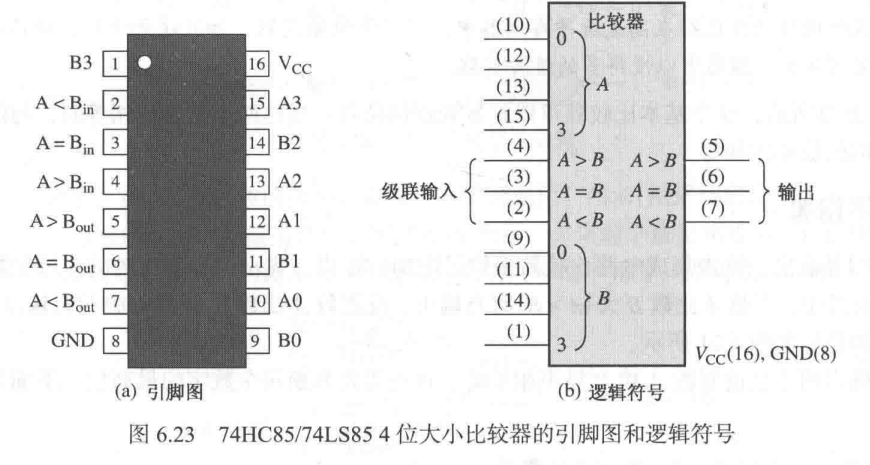 B3 1 16 VCC
A < Bin 2 15 A3
A = Bin 3 14 B2
A > Bin 4 13 A2
A > Bout 5 12 A1
A = Bout 6 11 B1
A < Bout 7 10 A0
GND 8 9 B0
(a) 引脚图
比较器
(10) 0
(12)
(13) A
(15) 3
级联输入
(4) A > B A > B (5)
(3) A = B A = B (6)
(2) A < B A < B (7)
输出
(9) 0
(11)
(14) B
(1) 3
VCC(16), GND(8)
(b) 逻辑符号
图 6.23 74HC85/74LS85 4 位大小比较器的引脚图和逻辑符号